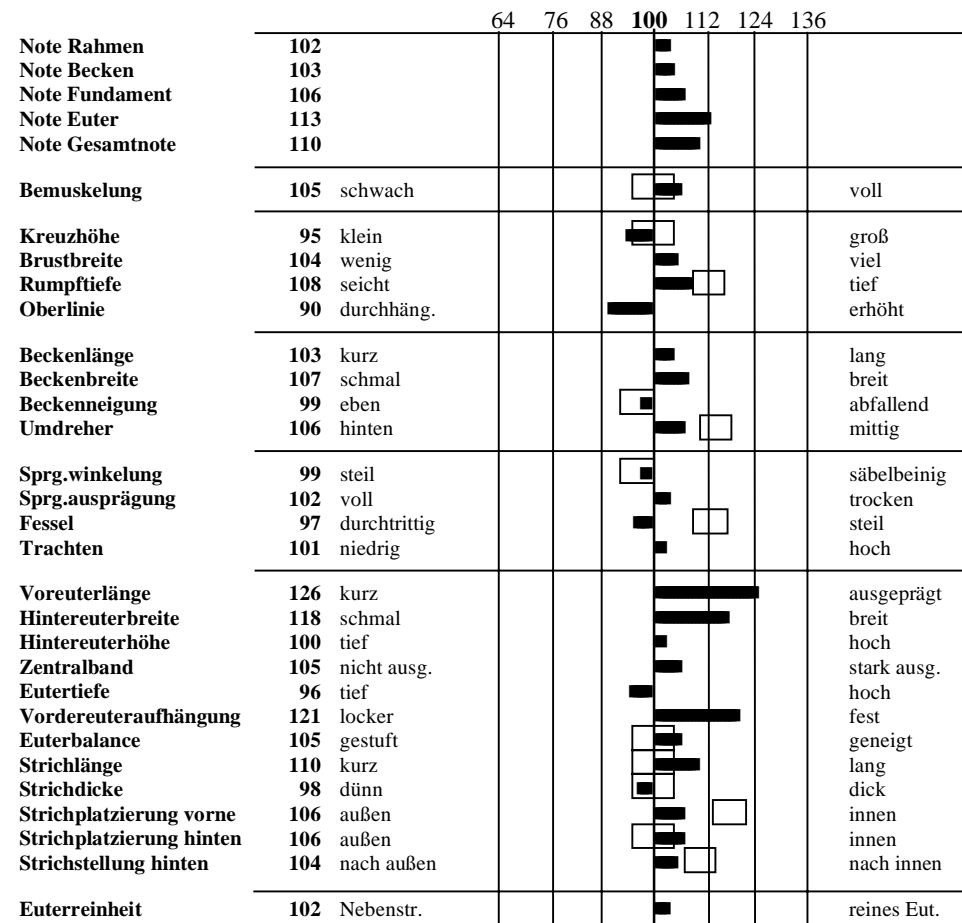 64 76 88 100 112 124 136
Note Rahmen 102
Note Becken 103
Note Fundament 106
Note Euter 113
Note Gesamtnote 110
Bemuskelung 105 schwach voll
Kreuzhöhe 95 klein groß
Brustbreite 104 wenig viel
Rumpftiefe 108 seicht tief
Oberlinie 90 durchhäng. erhöht
Beckenlänge 103 kurz lang
Beckenbreite 107 schmal breit
Beckenneigung 99 eben abfallend
Umdreher 106 hinten mittig
Sprg.winkelung 99 steil säbelbeinig
Sprg.ausprägung 102 voll trocken
Fessel 97 durchtrittig steil
Trachten 101 niedrig hoch
Voreuterlänge 126 kurz ausgeprägt
Hintereuterbreite 118 schmal breit
Hintereuterhöhe 100 tief hoch
Zentralband 105 nicht ausg. stark ausg.
Eutertiefe 96 tief hoch
Vordereuteraufhängung 121 locker fest
Euterbalance 105 gestuft geneigt
Strichlänge 110 kurz lang
Strichdicke 98 dünn dick
Strichplatzierung vorne 106 außen innen
Strichplatzierung hinten 106 außen innen
Strichstellung hinten 104 nach außen nach innen
Euterreinheit 102 Nebenstr. reines Eut.